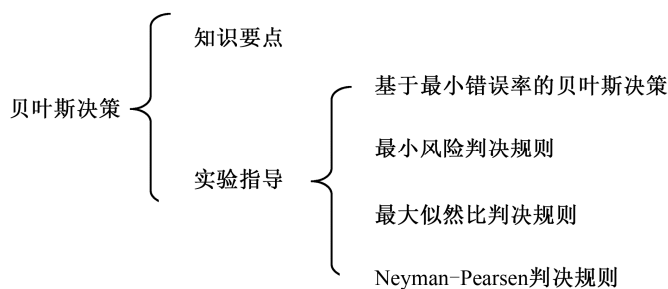 知识要点
基于最小错误率的贝叶斯决策
贝叶斯决策
最小风险判决规则
实验指导
最大似然比判决规则
Neyman-Pearsen判决规则